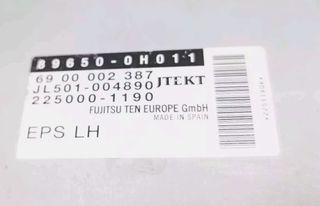 89650-0H011
69 00 002 387
JL501-004890 JTEKT
225000-1190
FUJITSU TEN EUROPE GmbH
MADE IN SPAIN
EPS LH